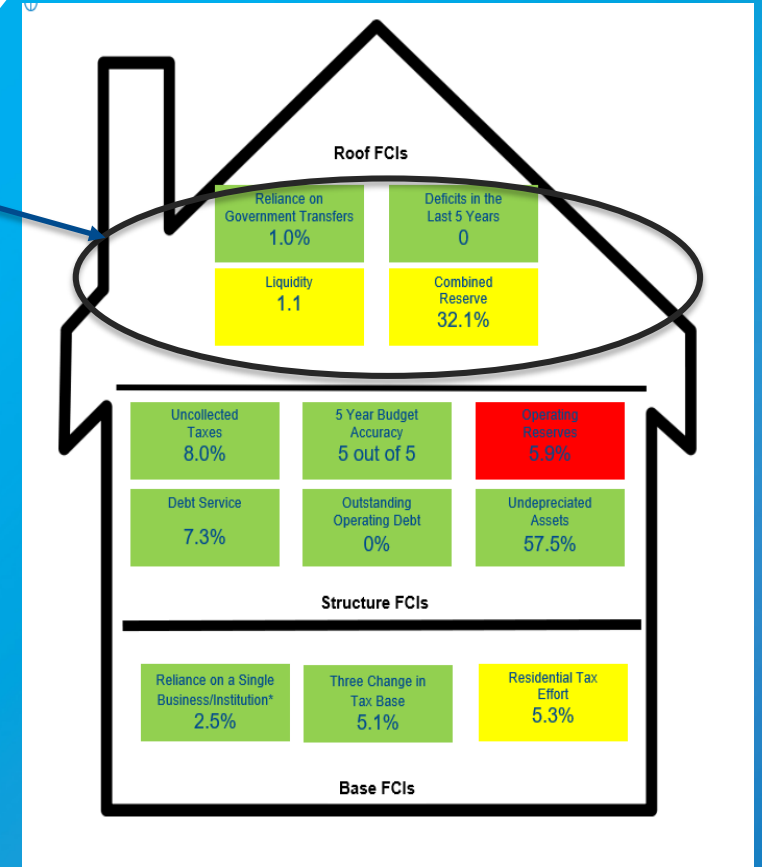 Roof FCIs
Reliance on
Government Transfers
1.0%
Deficits in the
Last 5 Years
0
Liquidity
1.1
Combined
Reserve
32.1%
Uncollected
Taxes
8.0%
5 Year Budget
Accuracy
5 out of 5
Operating
Reserves
5.9%
Debt Service
7.3%
Outstanding
Operating Debt
0%
Undepreciated
Assets
57.5%
Structure FCIs
Reliance on a Single
Business/Institution*
2.5%
Three Change in
Tax Base
5.1%
Residential Tax
Effort
5.3%
Base FCIs